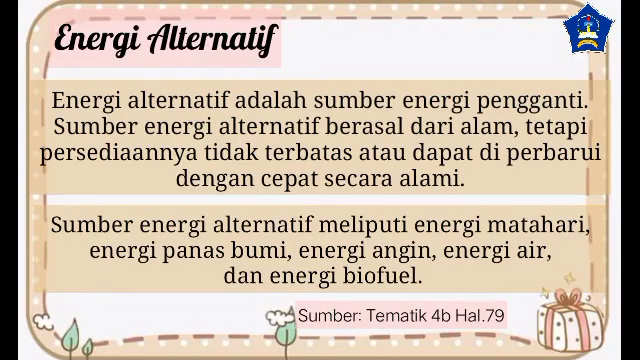 Energi Alternatif
Energi alternatif adalah sumber energi pengganti.
Sumber energi alternatif berasal dari alam, tetapi
persediaannya tidak terbatas atau dapat di perbarui
dengan cepat secara alami.
Sumber energi alternatif meliputi energi matahari,
energi panas bumi, energi angin, energi air,
dan energi biofuel.
Sumber: Tematik 4b Hal.79